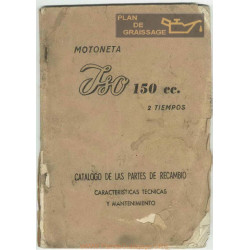 PLAN
DE
GRAISSAGE
MOTONETA
Iso 150 cc.
2 TIEMPOS
CATALOGO DE LAS PARTES DE RECAMBIO
CARACTERISTICAS TECNICAS
Y MANTENIMIENTO